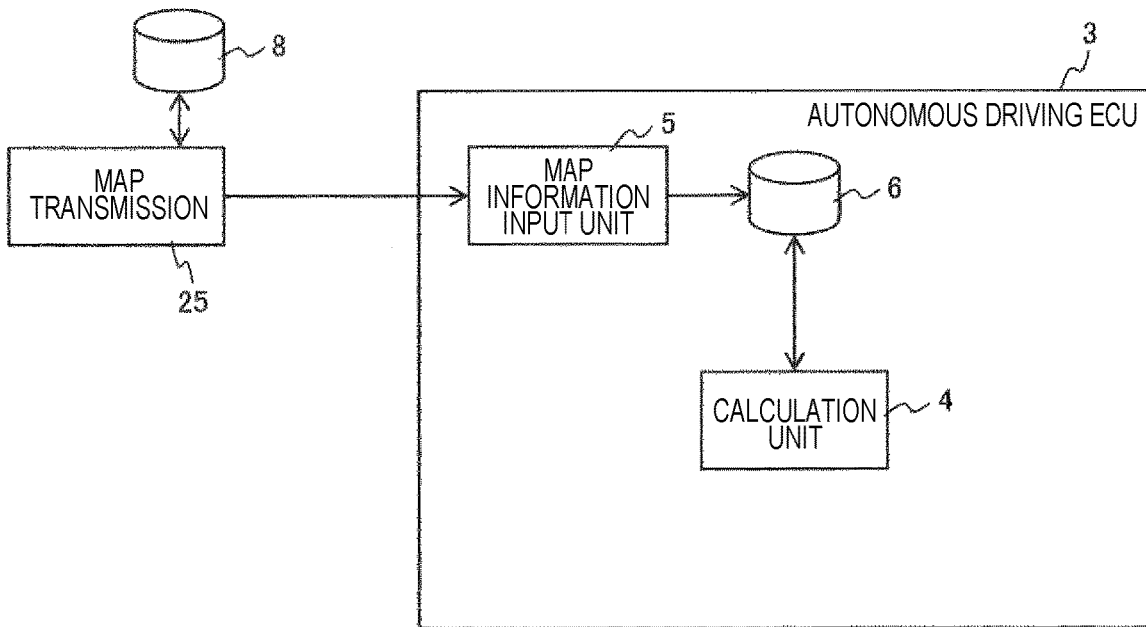 8
3
AUTONOMOUS DRIVING ECU
5
MAP
INFORMATION
INPUT UNIT
6
MAP
TRANSMISSION
25
CALCULATION
UNIT
4